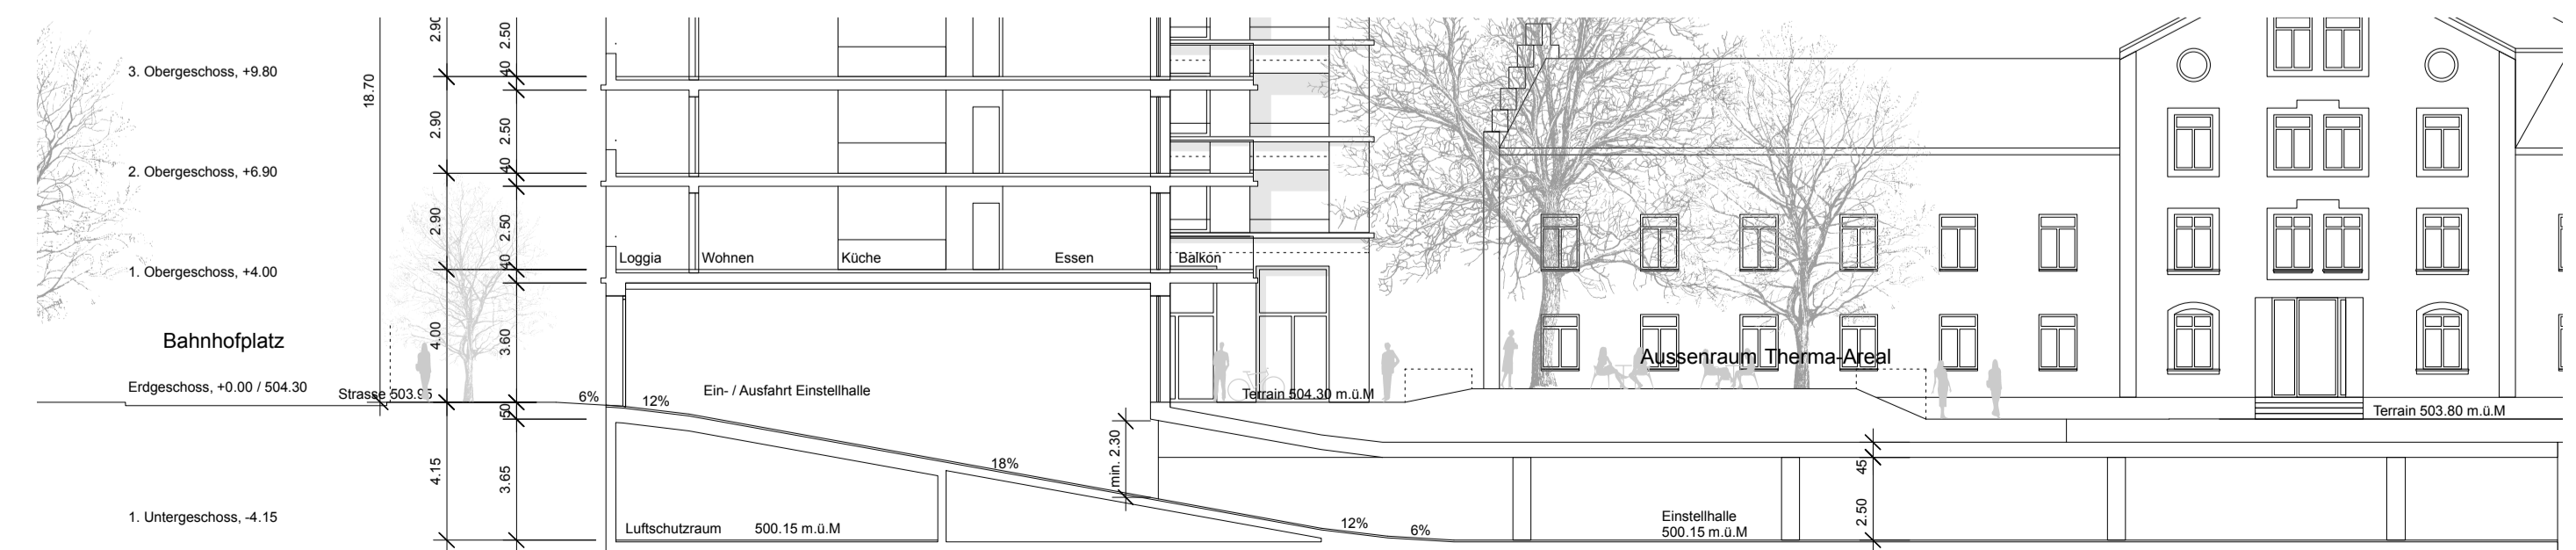 2.90
2.50
3. Obergeschoss, +9.80
40
18.70
2.90
2.50
2. Obergeschoss, +6.90
40
2.90
2.50
Loggia
Wohnen
Küche
Essen
Balkon
1. Obergeschoss, +4.00
40
Bahnhofplatz
4.00
3.60
Aussenraum Therma-Areal
Erdgeschoss, +0.00 / 504.30
Strasse 503.95
6%
12%
Ein- / Ausfahrt Einstellhalle
Terrain 504.30 m.ü.M
Terrain 503.80 m.ü.M
50
4.15
3.65
18%
min. 2.30
45
1. Untergeschoss, -4.15
Luftschutzraum
500.15 m.ü.M
12%
6%
Einstellhalle
500.15 m.ü.M
2.50